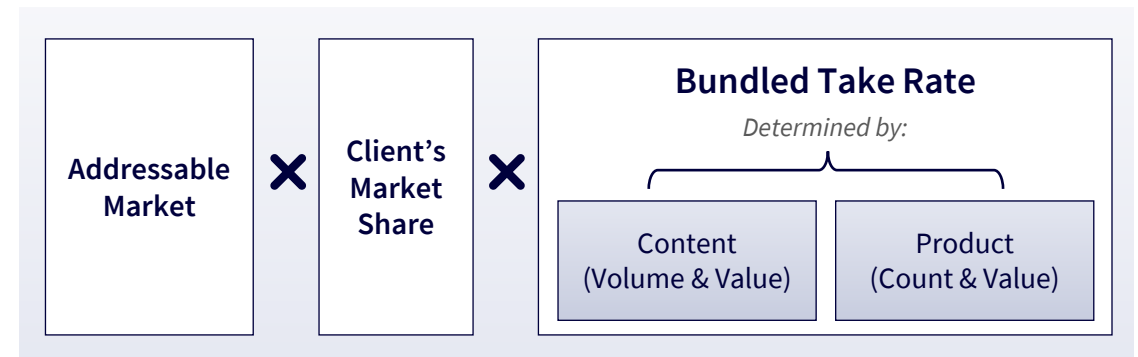 Addressable
Market
Client’s
Market
Share
Bundled Take Rate
Determined by:
Content
(Volume & Value)
Product
(Count & Value)